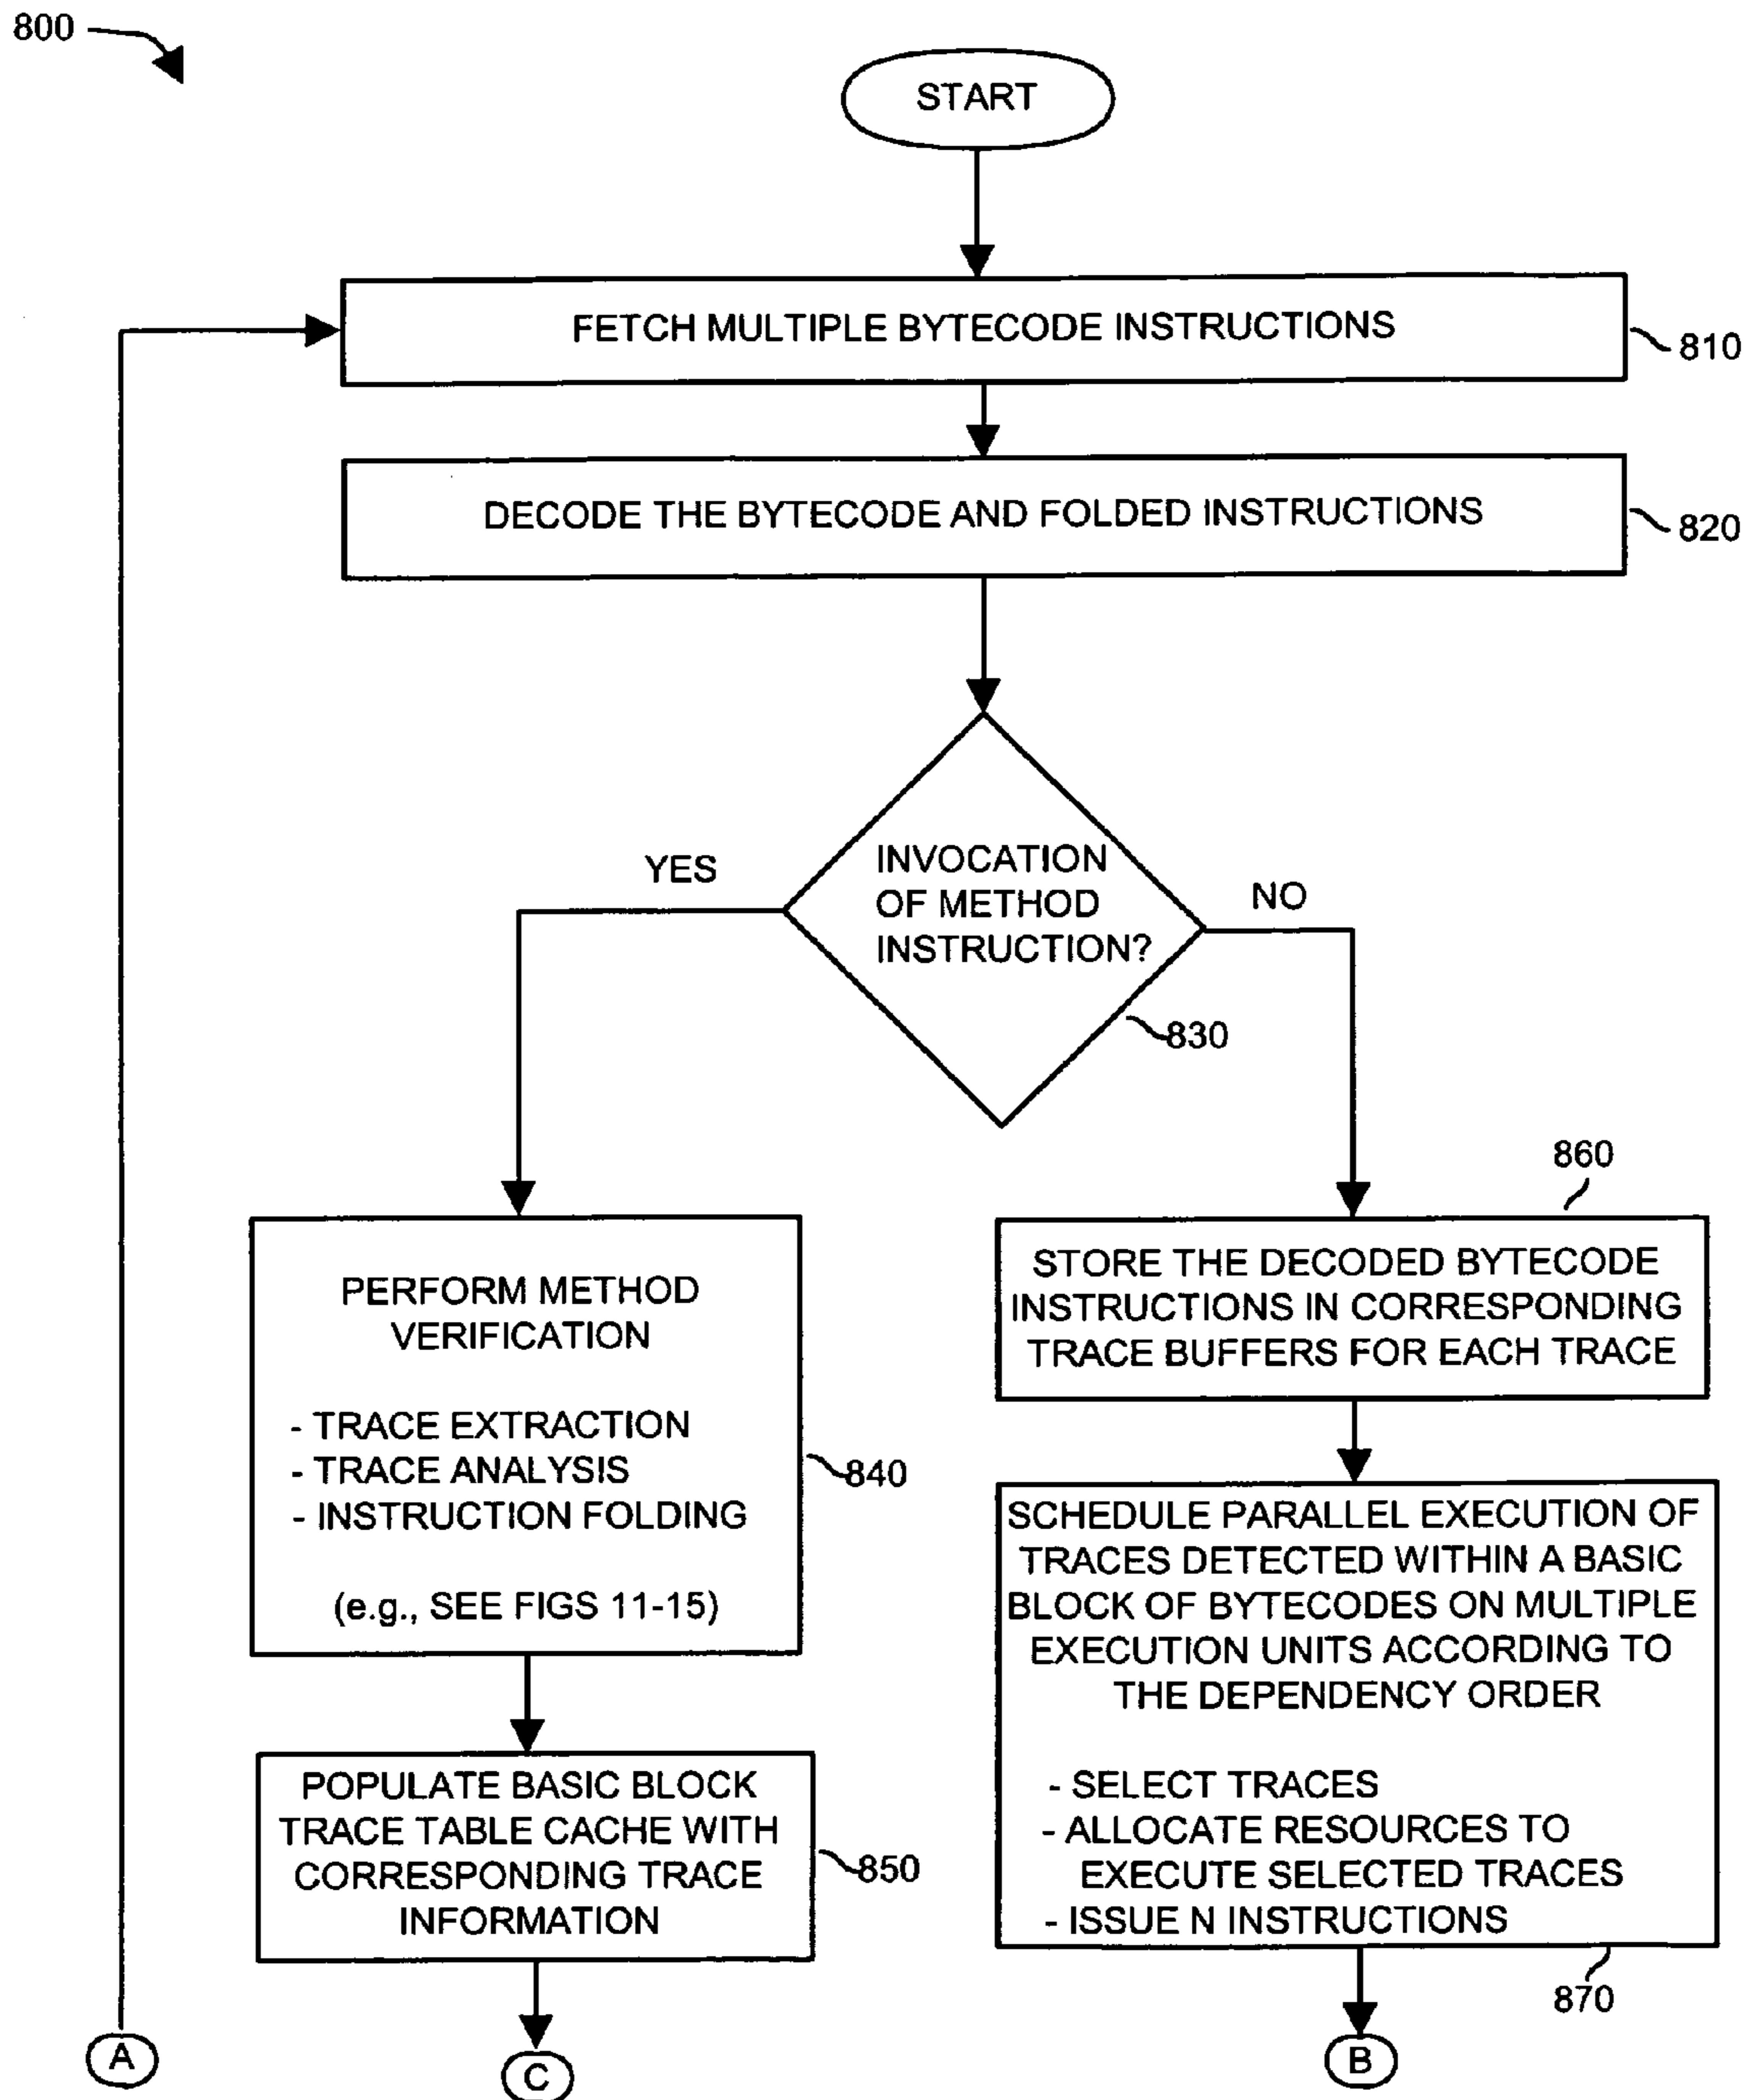 800
START
FETCH MULTIPLE BYTECODE INSTRUCTIONS
810
DECODE THE BYTECODE AND FOLDED INSTRUCTIONS
820
YES
INVOCATION
OF METHOD
INSTRUCTION?
NO
830
860
PERFORM METHOD
VERIFICATION
- TRACE EXTRACTION
- TRACE ANALYSIS
- INSTRUCTION FOLDING
(e.g., SEE FIGS 11-15)
840
STORE THE DECODED BYTECODE
INSTRUCTIONS IN CORRESPONDING
TRACE BUFFERS FOR EACH TRACE
SCHEDULE PARALLEL EXECUTION OF
TRACES DETECTED WITHIN A BASIC
BLOCK OF BYTECODES ON MULTIPLE
EXECUTION UNITS ACCORDING TO
THE DEPENDENCY ORDER
- SELECT TRACES
- ALLOCATE RESOURCES TO
EXECUTE SELECTED TRACES
- ISSUE N INSTRUCTIONS
870
POPULATE BASIC BLOCK
TRACE TABLE CACHE WITH
CORRESPONDING TRACE
INFORMATION
850
A
C
B